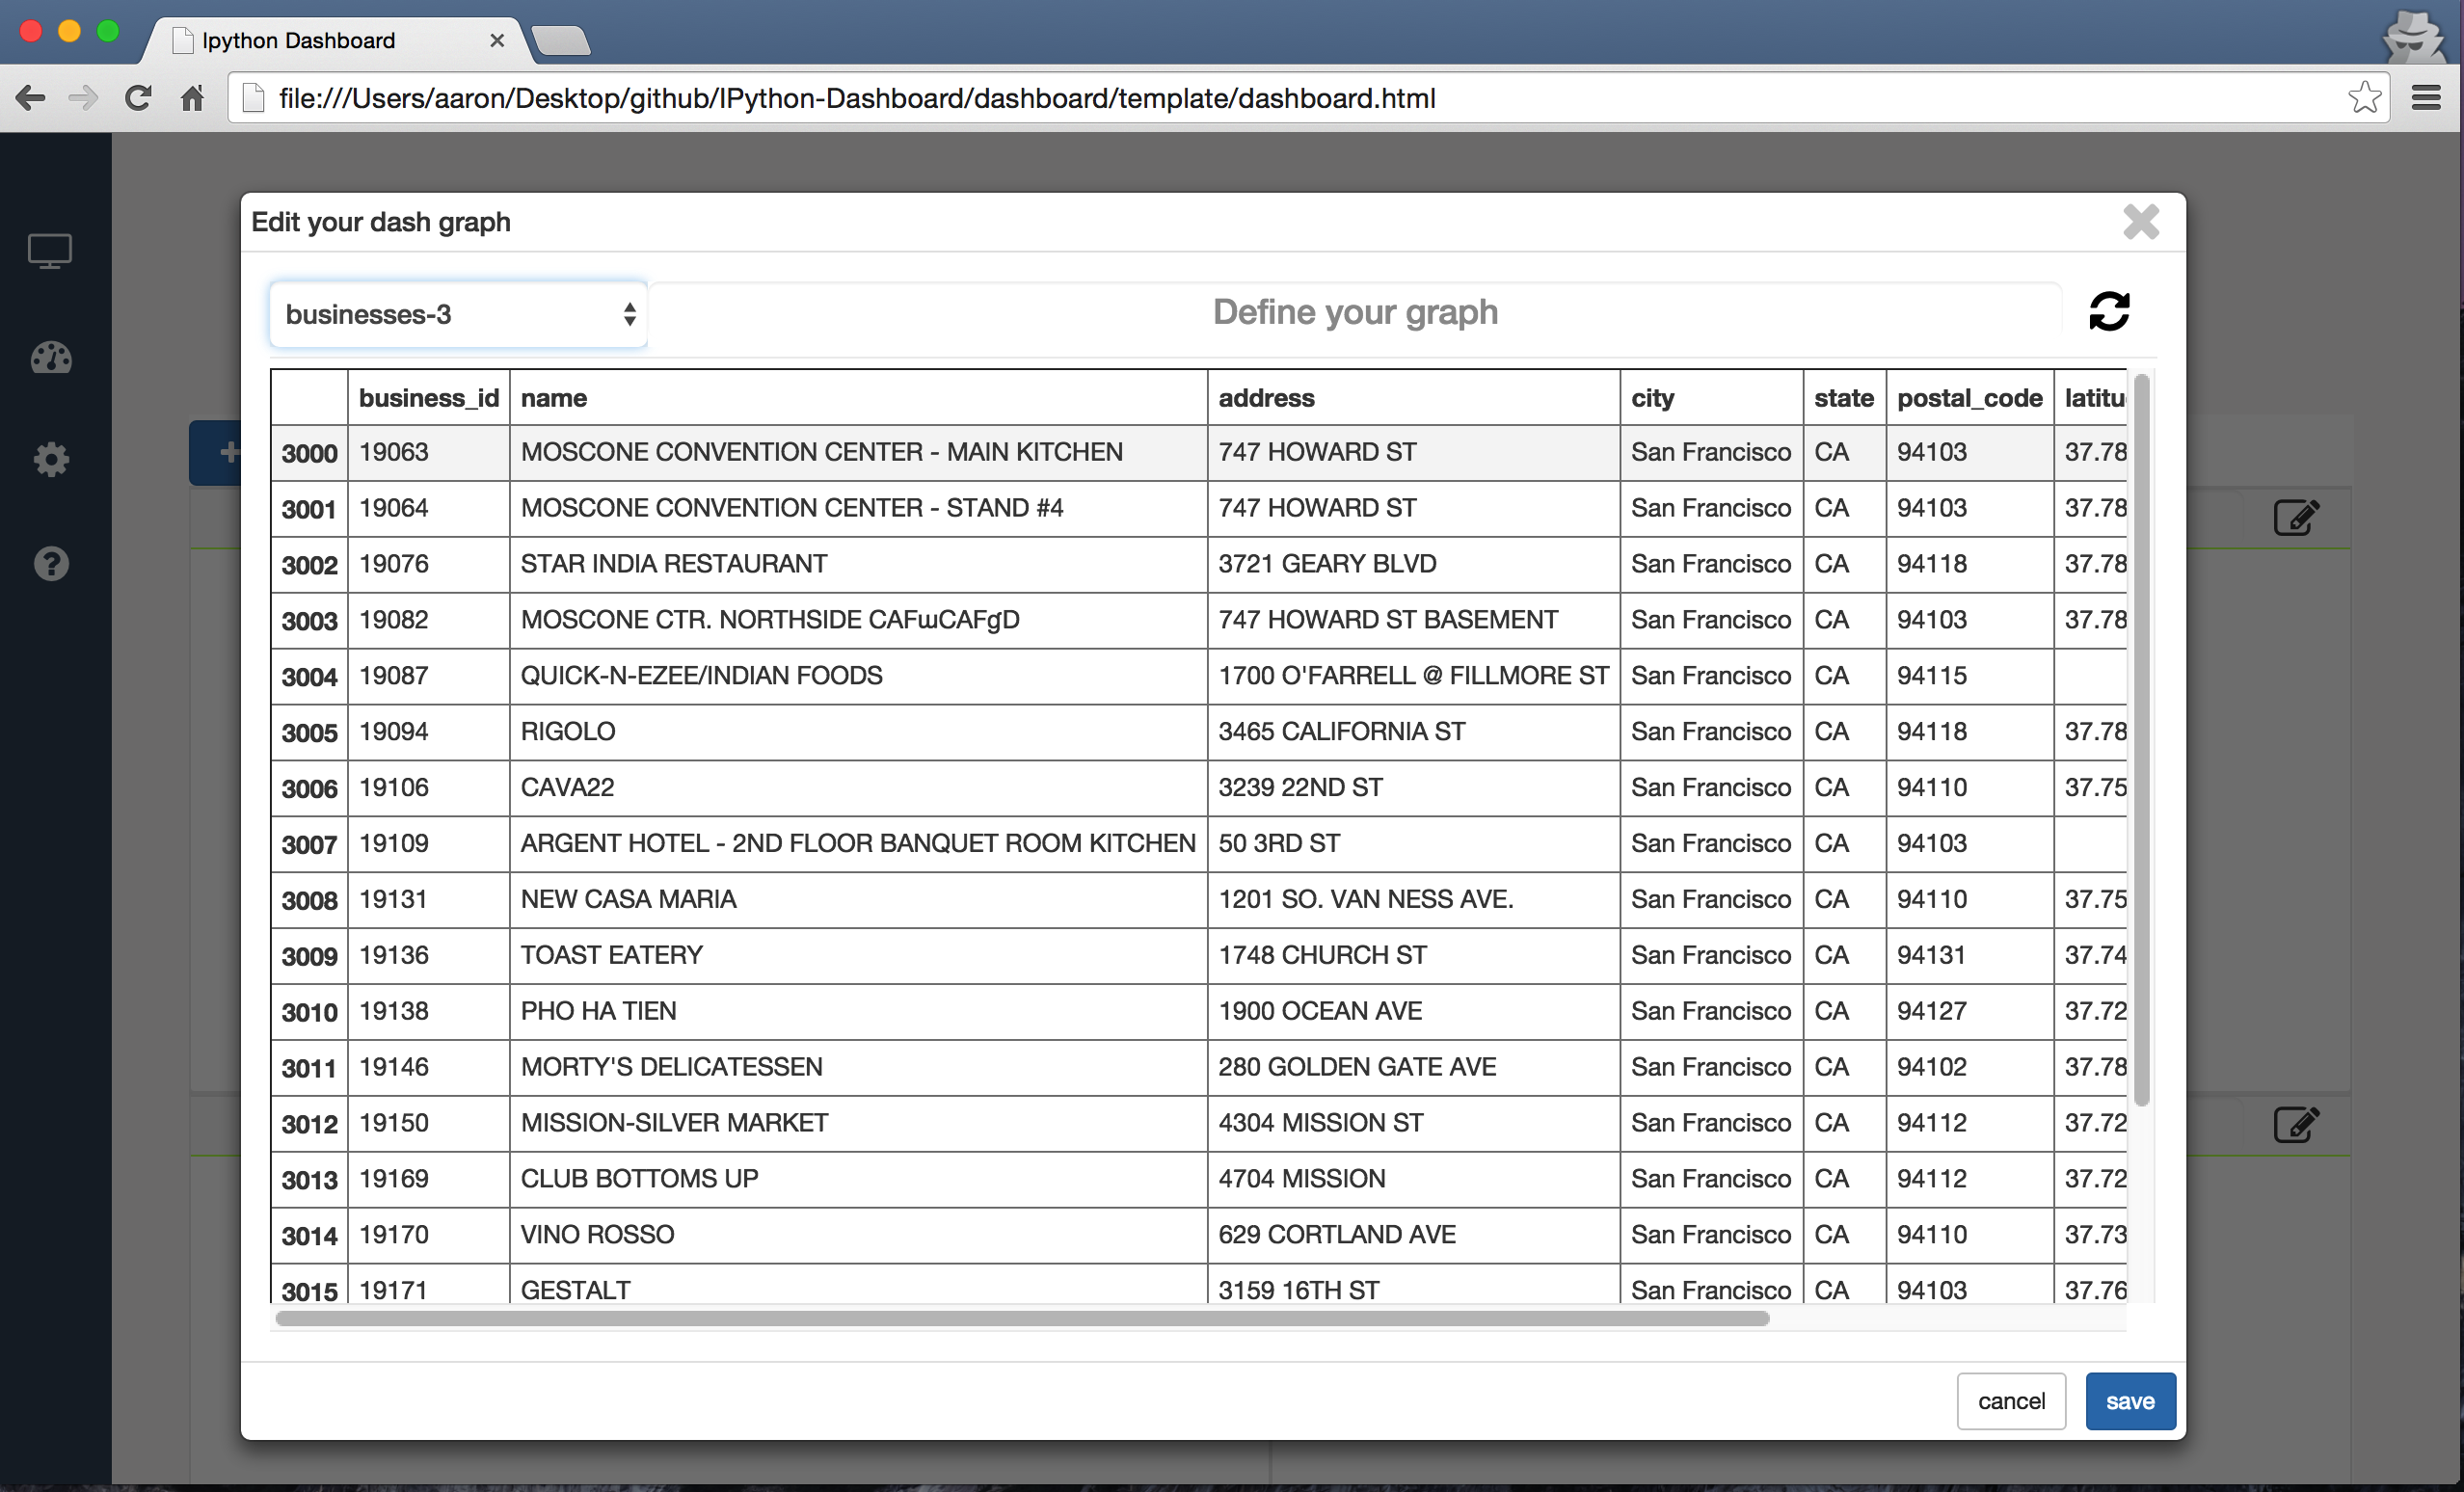 Ipython Dashboard
file:///Users/aaron/Desktop/github/IPython-Dashboard/dashboard/template/dashboard.html
Edit your dash graph
businesses-3 Define your graph
business_id name address city state postal_code latitu
3000 19063 MOSCONE CONVENTION CENTER - MAIN KITCHEN 747 HOWARD ST San Francisco CA 94103 37.78
3001 19064 MOSCONE CONVENTION CENTER - STAND #4 747 HOWARD ST San Francisco CA 94103 37.78
3002 19076 STAR INDIA RESTAURANT 3721 GEARY BLVD San Francisco CA 94118 37.78
3003 19082 MOSCONE CTR. NORTHSIDE CAFɯCAFɠD 747 HOWARD ST BASEMENT San Francisco CA 94103 37.78
3004 19087 QUICK-N-EZEE/INDIAN FOODS 1700 O'FARRELL @ FILLMORE ST San Francisco CA 94115
3005 19094 RIGOLO 3465 CALIFORNIA ST San Francisco CA 94118 37.78
3006 19106 CAVA22 3239 22ND ST San Francisco CA 94110 37.75
3007 19109 ARGENT HOTEL - 2ND FLOOR BANQUET ROOM KITCHEN 50 3RD ST San Francisco CA 94103
3008 19131 NEW CASA MARIA 1201 SO. VAN NESS AVE. San Francisco CA 94110 37.75
3009 19136 TOAST EATERY 1748 CHURCH ST San Francisco CA 94131 37.74
3010 19138 PHO HA TIEN 1900 OCEAN AVE San Francisco CA 94127 37.72
3011 19146 MORTY'S DELICATESSEN 280 GOLDEN GATE AVE San Francisco CA 94102 37.78
3012 19150 MISSION-SILVER MARKET 4304 MISSION ST San Francisco CA 94112 37.72
3013 19169 CLUB BOTTOMS UP 4704 MISSION San Francisco CA 94112 37.72
3014 19170 VINO ROSSO 629 CORTLAND AVE San Francisco CA 94110 37.73
3015 19171 GESTALT 3159 16TH ST San Francisco CA 94103 37.76
cancel save